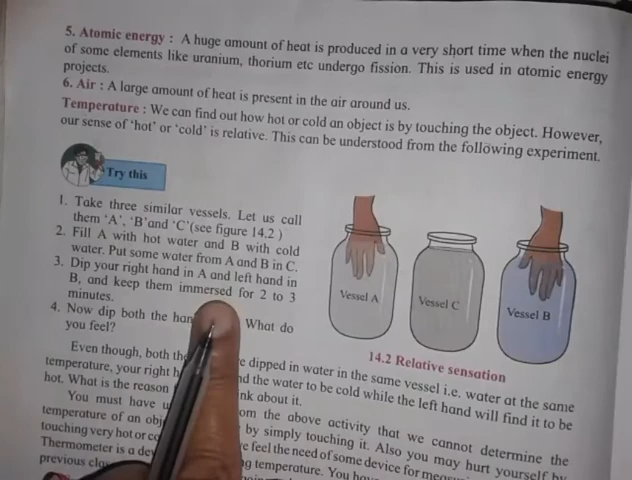 5. Atomic energy : A huge amount of heat is produced in a very short time when the nuclei
of some elements like uranium, thorium etc undergo fission. This is used in atomic energy
projects.
6. Air : A large amount of heat is present in the air around us.
Temperature : We can find out how hot or cold an object is by touching the object. However,
our sense of 'hot' or 'cold' is relative. This can be understood from the following experiment.
Try this
1. Take three similar vessels. Let us call
them 'A', 'B'and 'C'(see figure 14.2 )
2. Fill A with hot water and B with cold
water. Put some water from A and B in C.
3. Dip your right hand in A and left hand in
B, and keep them immersed for 2 to 3
minutes.
4. Now dip both the What do
you feel?
Vessel A
Vessel C
Vessel B
14.2 Relative sensation
Even though, both dipped in water in the same vessel i.e. water at the same
temperature, your right the water to be cold while the left hand will find it to be
hot. What is the reason about it.
You must have the above activity that we cannot determine the
temperature of an by simply touching it. Also you may hurt yourself by
touching very hot or feel the need of some device for
Thermometer is a temperature. You
previous